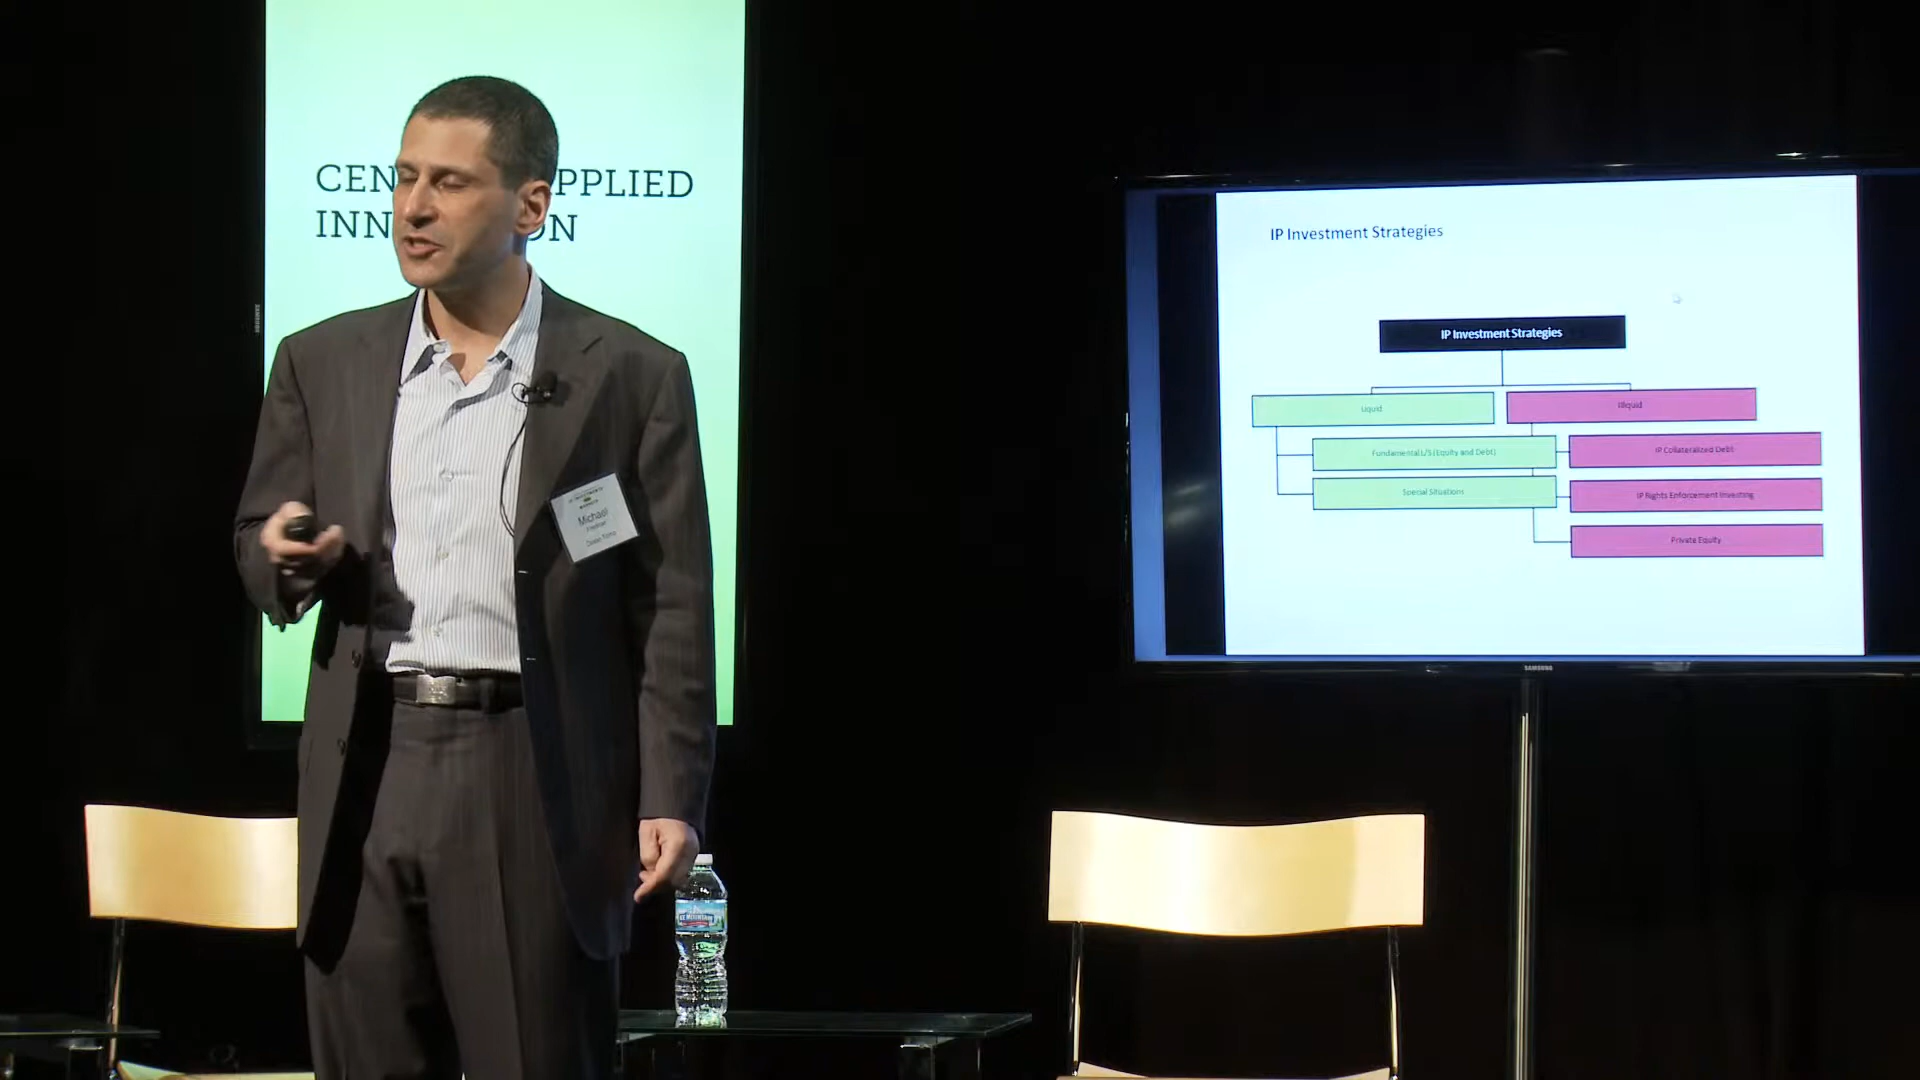 CEN PPLIED
INN ON
SAMSUNG
Michael
IP Investment Strategies
IP Investment Strategies
Liquid
Illiquid
Fundamental L/S (Equity and Debt)
IP Collateralized Debt
Special Situations
IP Rights Enforcement Investing
Private Equity
SAMSUNG